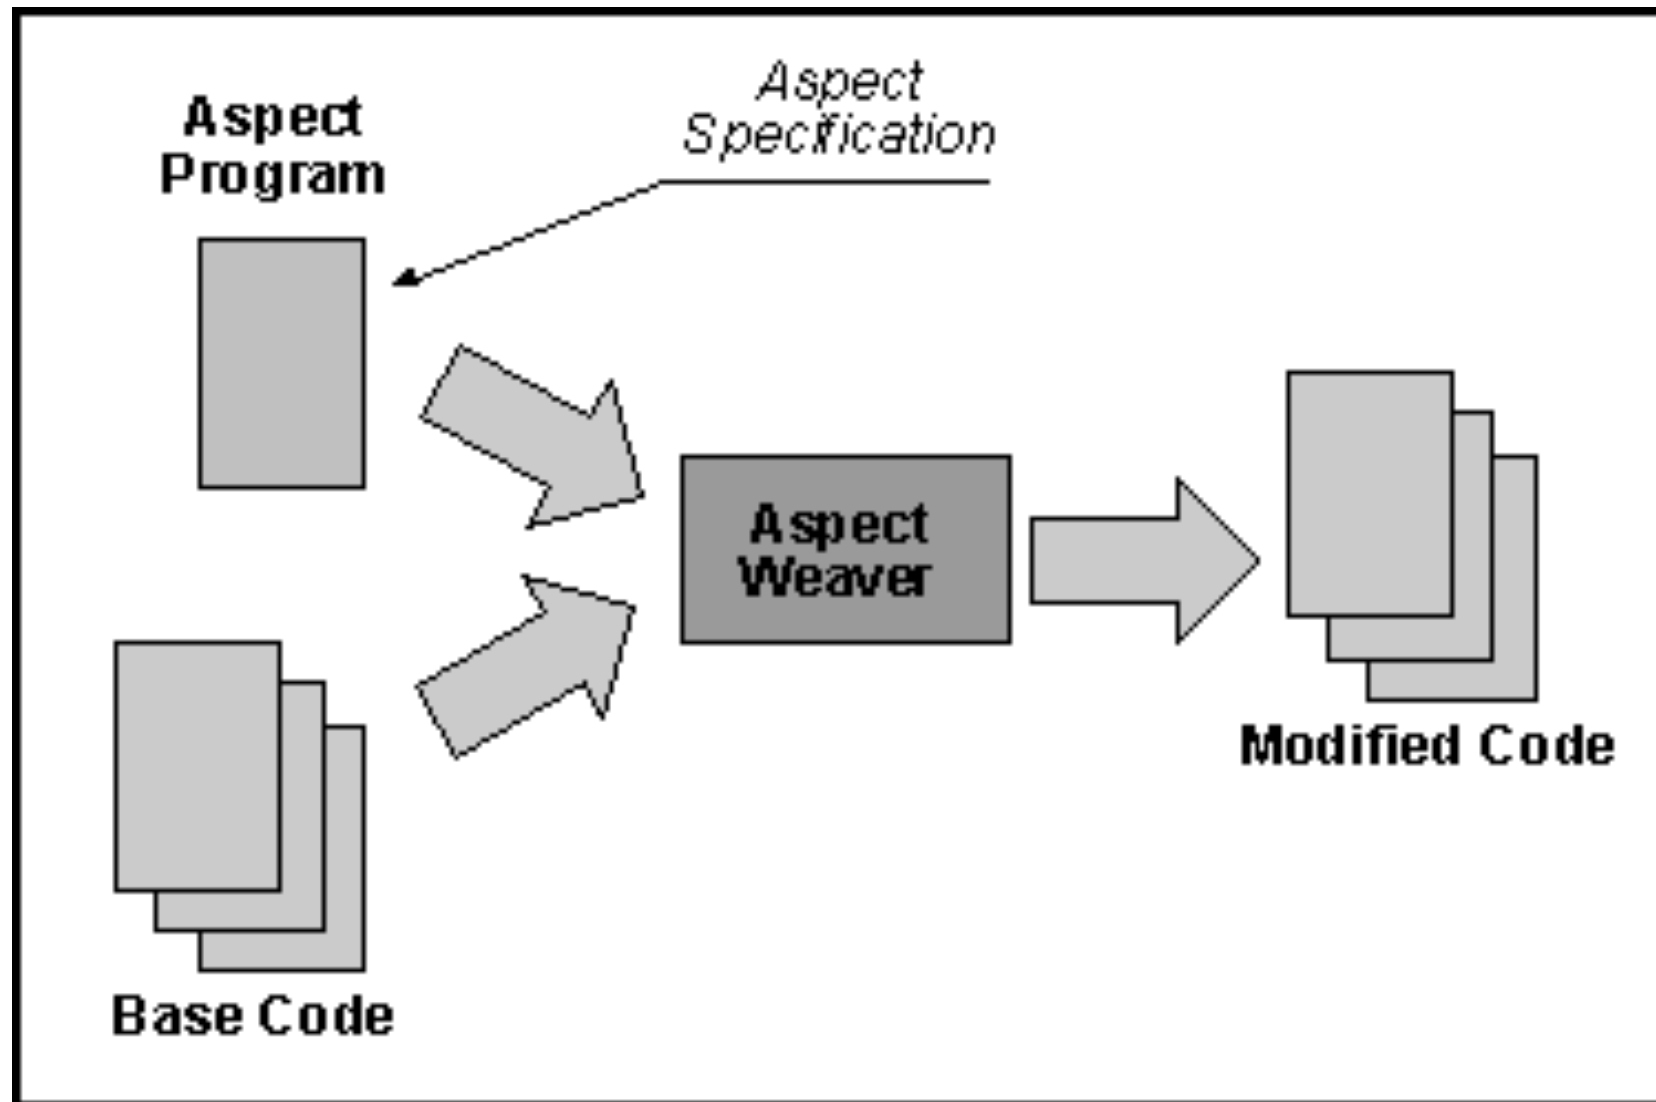 Aspect
Program
Aspect
Specification
Aspect
Weaver
Modified Code
Base Code